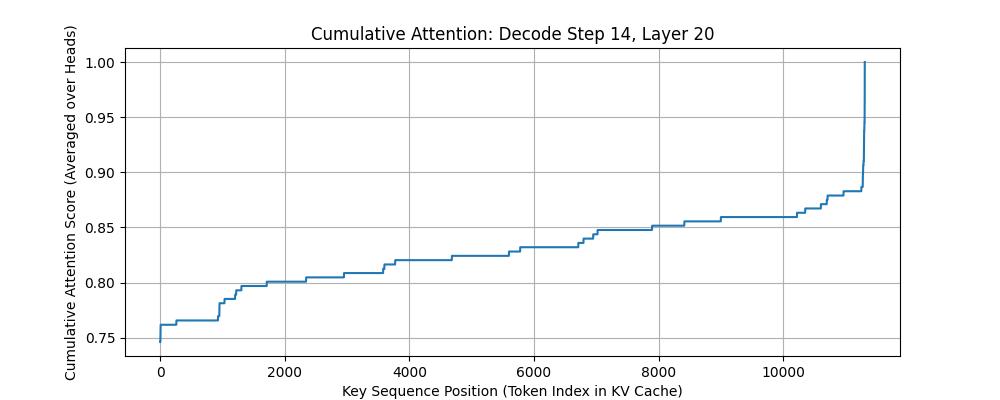 Cumulative Attention: Decode Step 14, Layer 20
Cumulative Attention Score (Averaged over Heads)
1.00
0.95
0.90
0.85
0.80
0.75
0 2000 4000 6000 8000 10000
Key Sequence Position (Token Index in KV Cache)